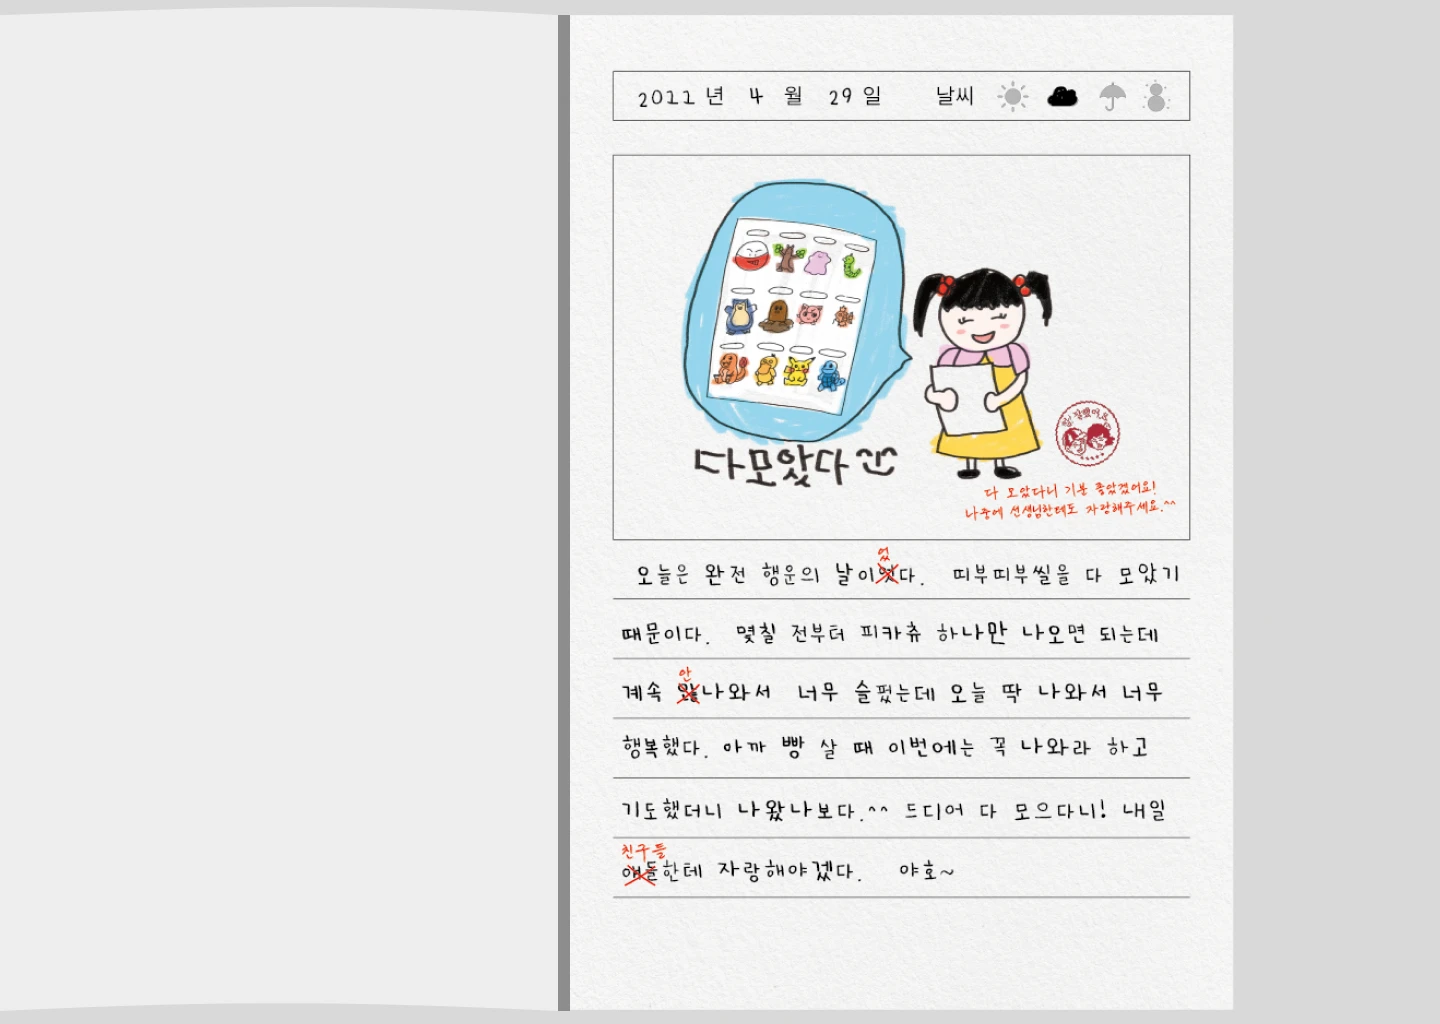 2022 년 4 월 29 일 날씨
다모았다
참 잘했어요
다 모았다니 기분 좋았겠어요!
나중에 선생님한테도 자랑해주세요.^^
었
오늘은 완전 행운의 날이엇다. 띠부띠부씰을 다 모았기
때문이다. 몇칠 전부터 피카츄 하나만 나오면 되는데
안
계속 않나와서 너무 슬펐는데 오늘 딱 나와서 너무
행복했다. 아까 빵 살 때 이번에는 꼭 나와라 하고
기도했더니 나왔나보다.^^ 드디어 다 모으다니! 내일
친구들
애들한테 자랑해야겠다. 야호~